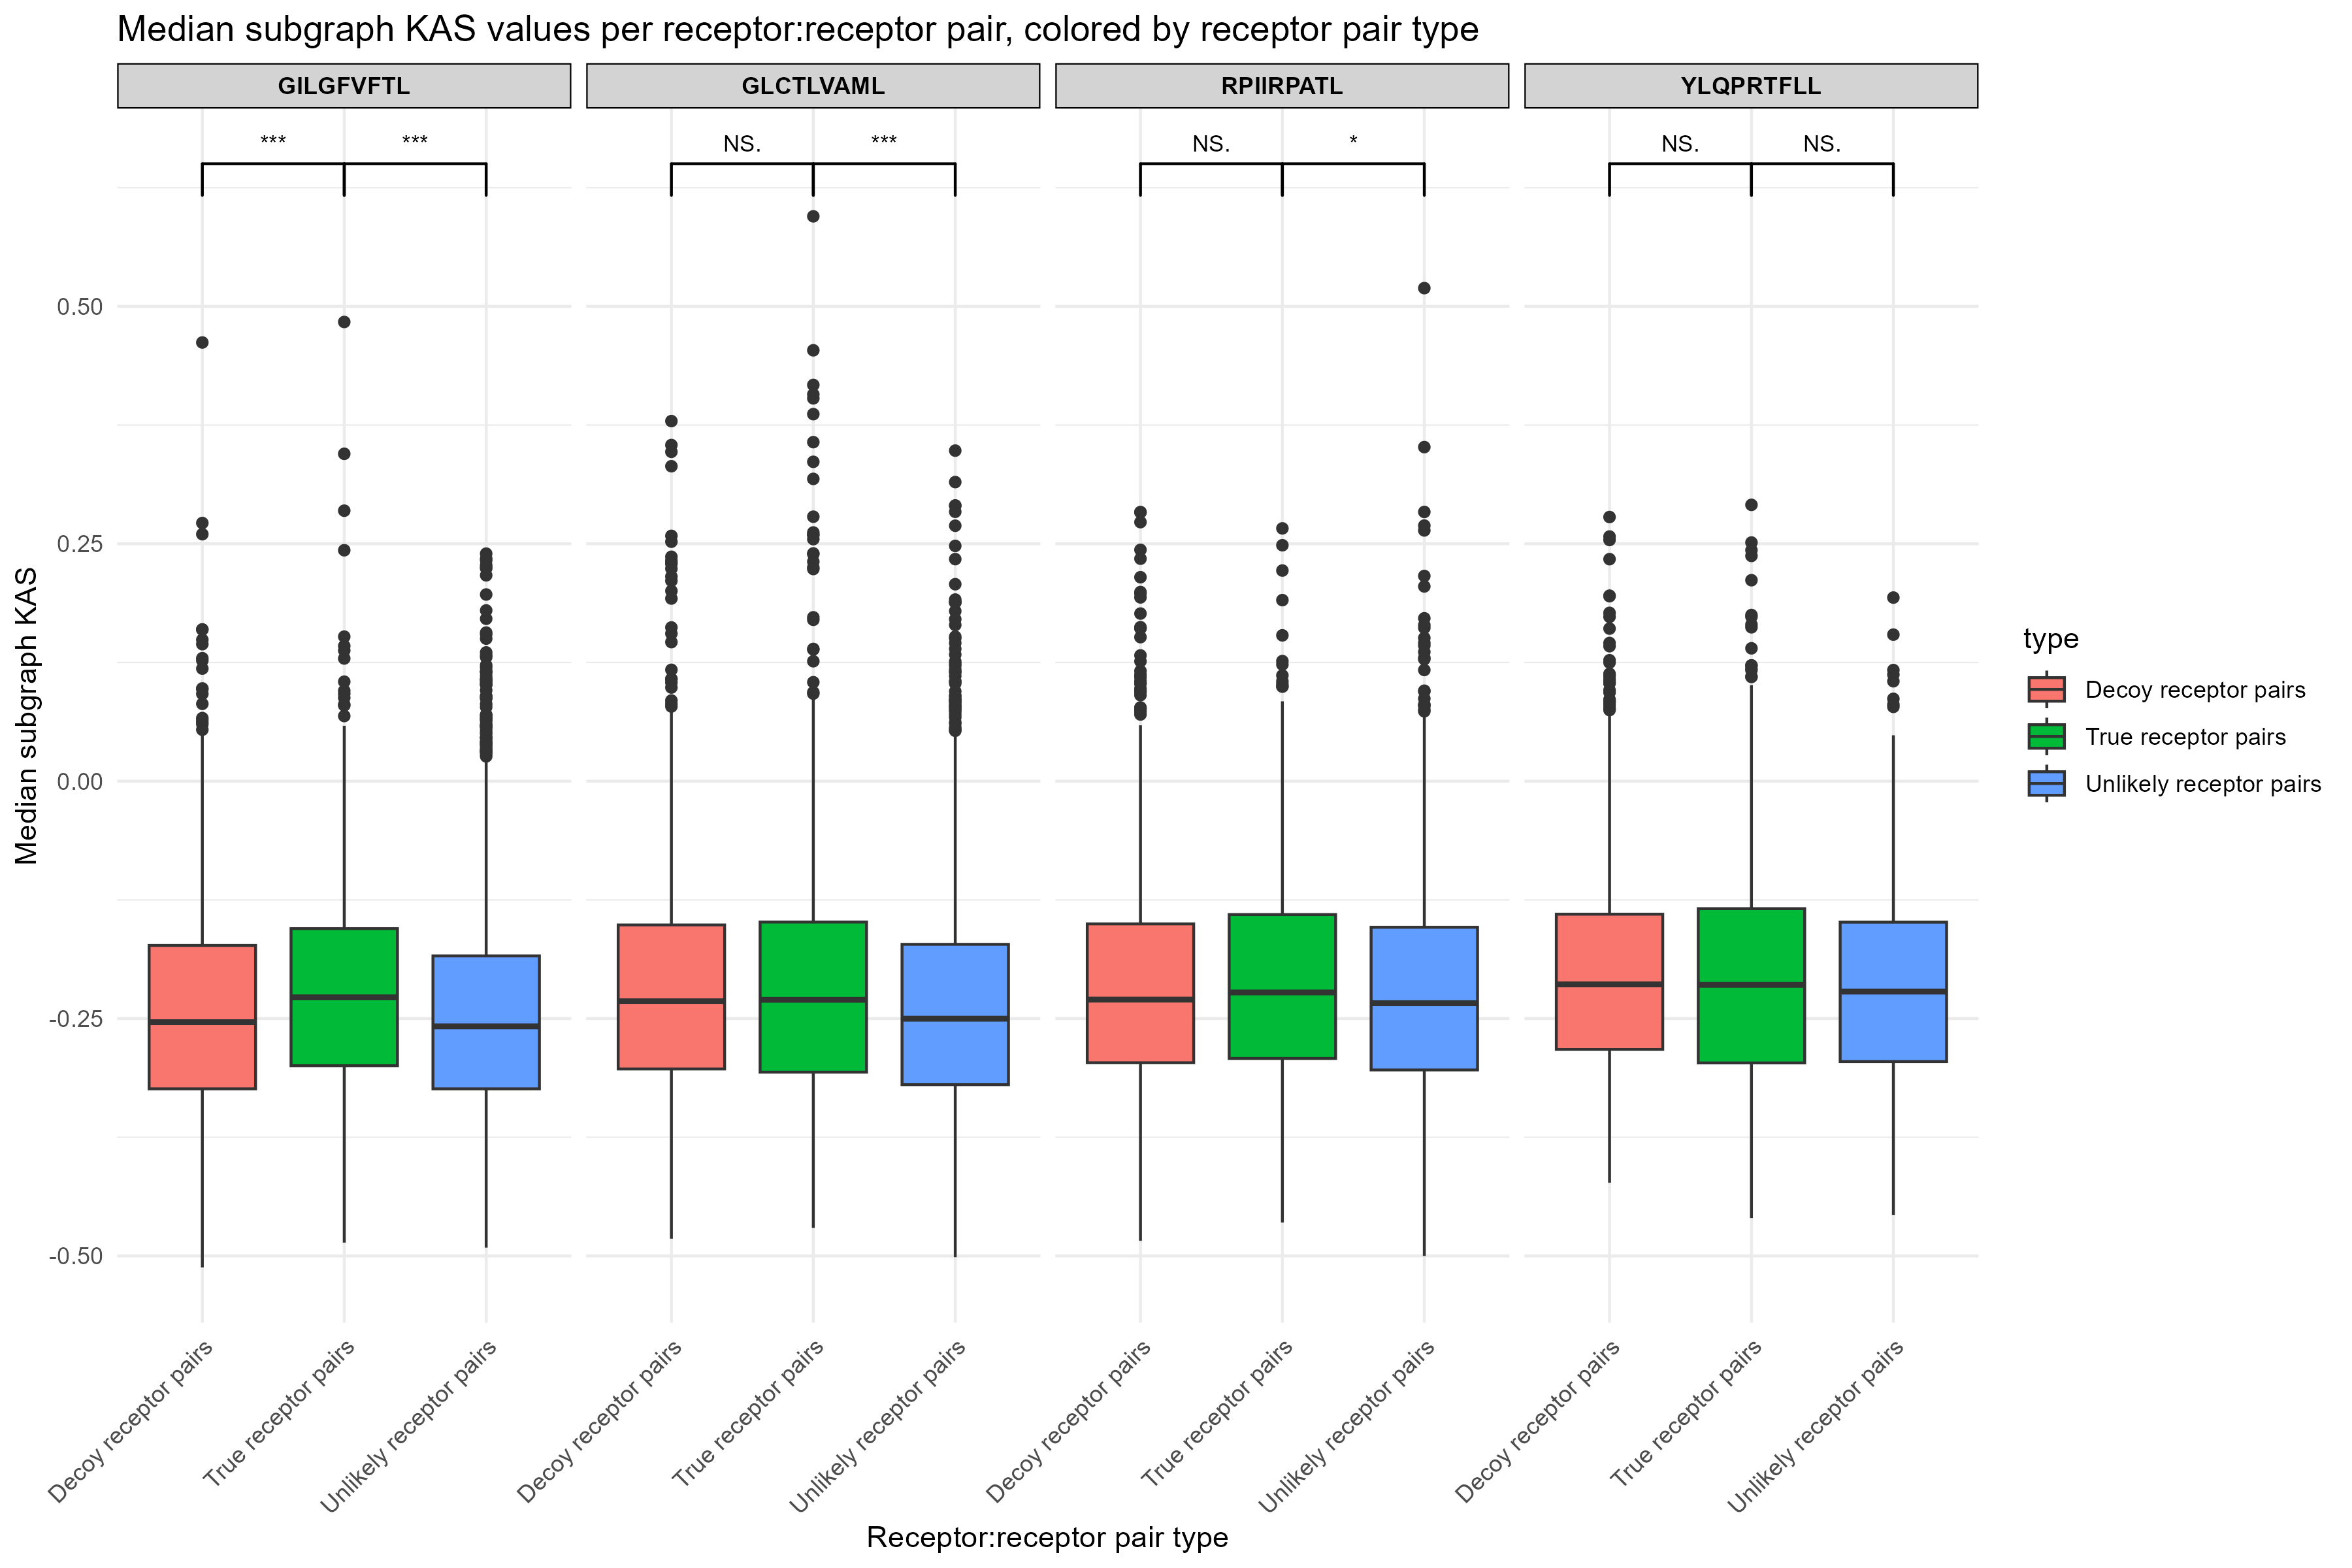 Median subgraph KAS values per receptor:receptor pair, colored by receptor pair type
GILGFVFTL
GLCTLVAML
RPIIRPATL
YLQPRTFLL
*** ***
NS. ***
NS. *
NS. NS.
Median subgraph KAS
0.50
0.25
0.00
-0.25
-0.50
Decoy receptor pairs
True receptor pairs
Unlikely receptor pairs
Decoy receptor pairs
True receptor pairs
Unlikely receptor pairs
Decoy receptor pairs
True receptor pairs
Unlikely receptor pairs
Decoy receptor pairs
True receptor pairs
Unlikely receptor pairs
Receptor:receptor pair type
type
Decoy receptor pairs
True receptor pairs
Unlikely receptor pairs